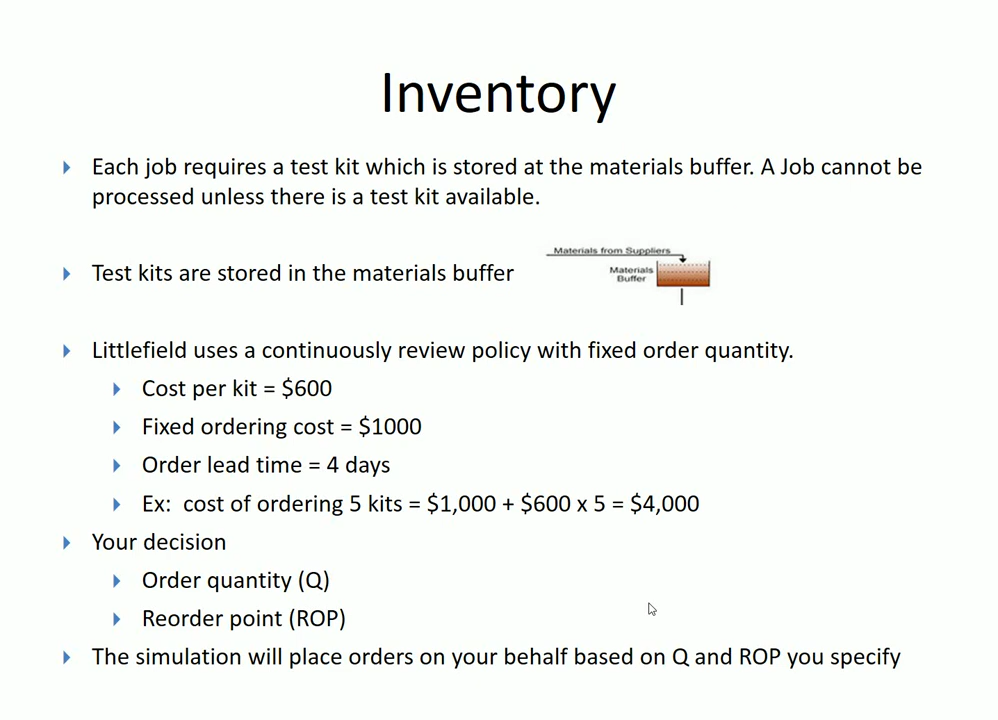 Inventory
Each job requires a test kit which is stored at the materials buffer. A Job cannot be
processed unless there is a test kit available.
Materials from Suppliers
Materials
Buffer
Test kits are stored in the materials buffer
Littlefield uses a continuously review policy with fixed order quantity.
Cost per kit = $600
Fixed ordering cost = $1000
Order lead time = 4 days
Ex:  cost of ordering 5 kits = $1,000 + $600 x 5 = $4,000
Your decision
Order quantity (Q)
Reorder point (ROP)
The simulation will place orders on your behalf based on Q and ROP you specify